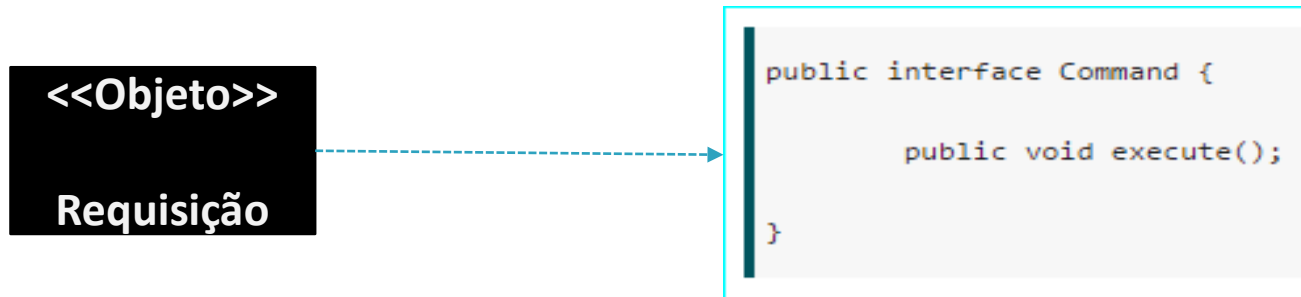 <<Objeto>>
Requisição
public interface Command {
public void execute();
}